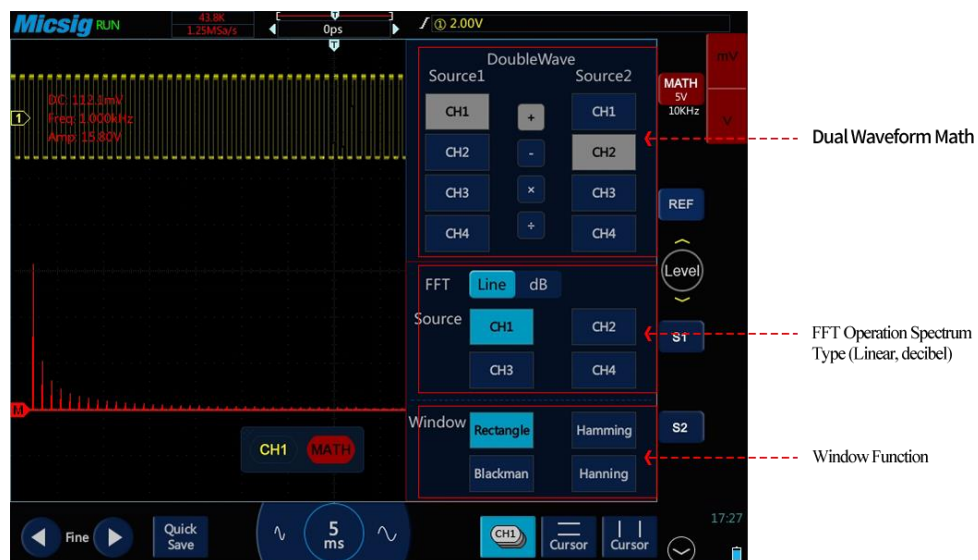 Micsig RUN
43.8K
1.25MSa/s
T
0ps
① 2.00V
T
mV
DoubleWave
Source1
Source2
MATH
5V
10KHz
V
DC: 112.1mV
Freq: 1.000kHz
Amp: 15.80V
1
CH1
+
CH1
CH2
-
CH2
Dual Waveform Math
CH3
×
CH3
CH4
÷
CH4
REF
Level
FFT
Line
dB
Source
CH1
CH2
CH3
CH4
S1
FFT Operation Spectrum
Type (Linear, decibel)
M
Window
Rectangle
Hamming
Blackman
Hanning
S2
Window Function
CH1
MATH
Fine
Quick
Save
5
ms
CH1
Cursor
Cursor
17:27